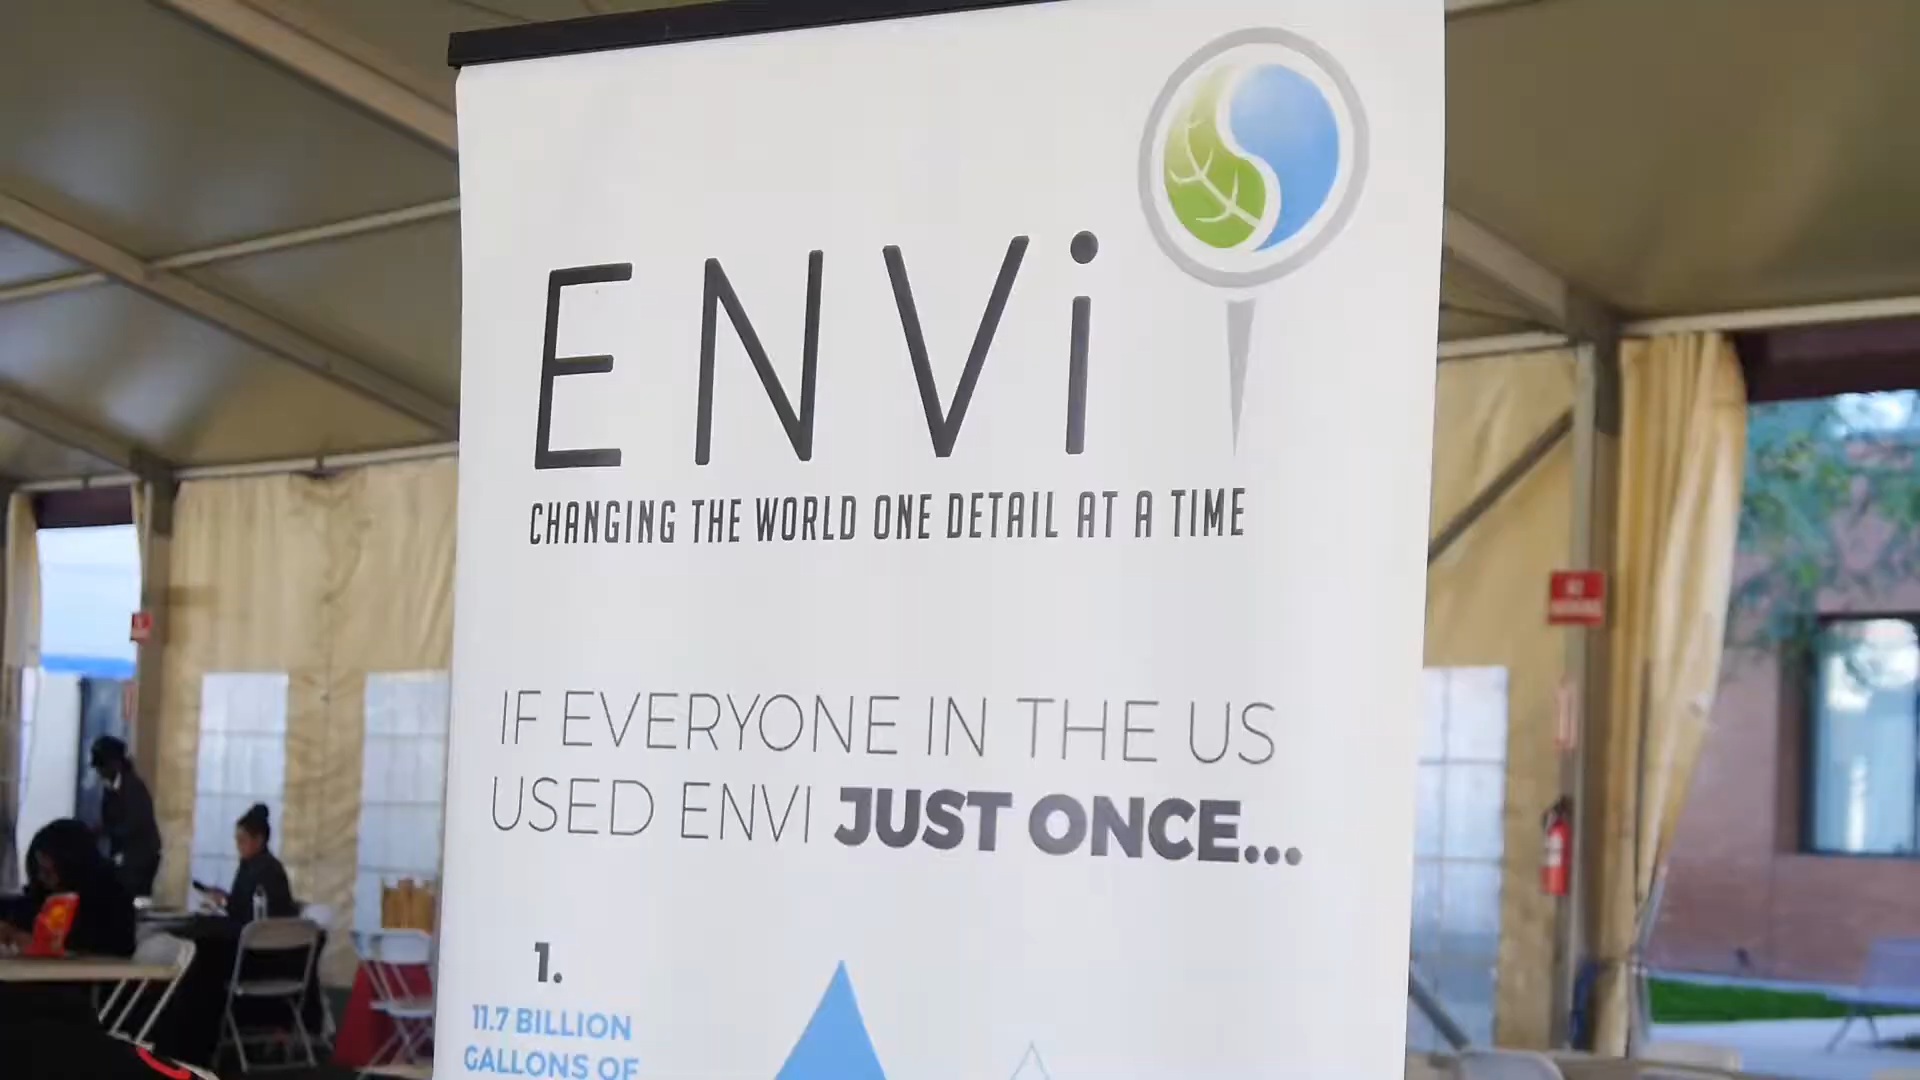 ENVi
CHANGING THE WORLD ONE DETAIL AT A TIME
IF EVERYONE IN THE US
USED ENVI JUST ONCE...
1.
11.7 BILLION
GALLONS OF